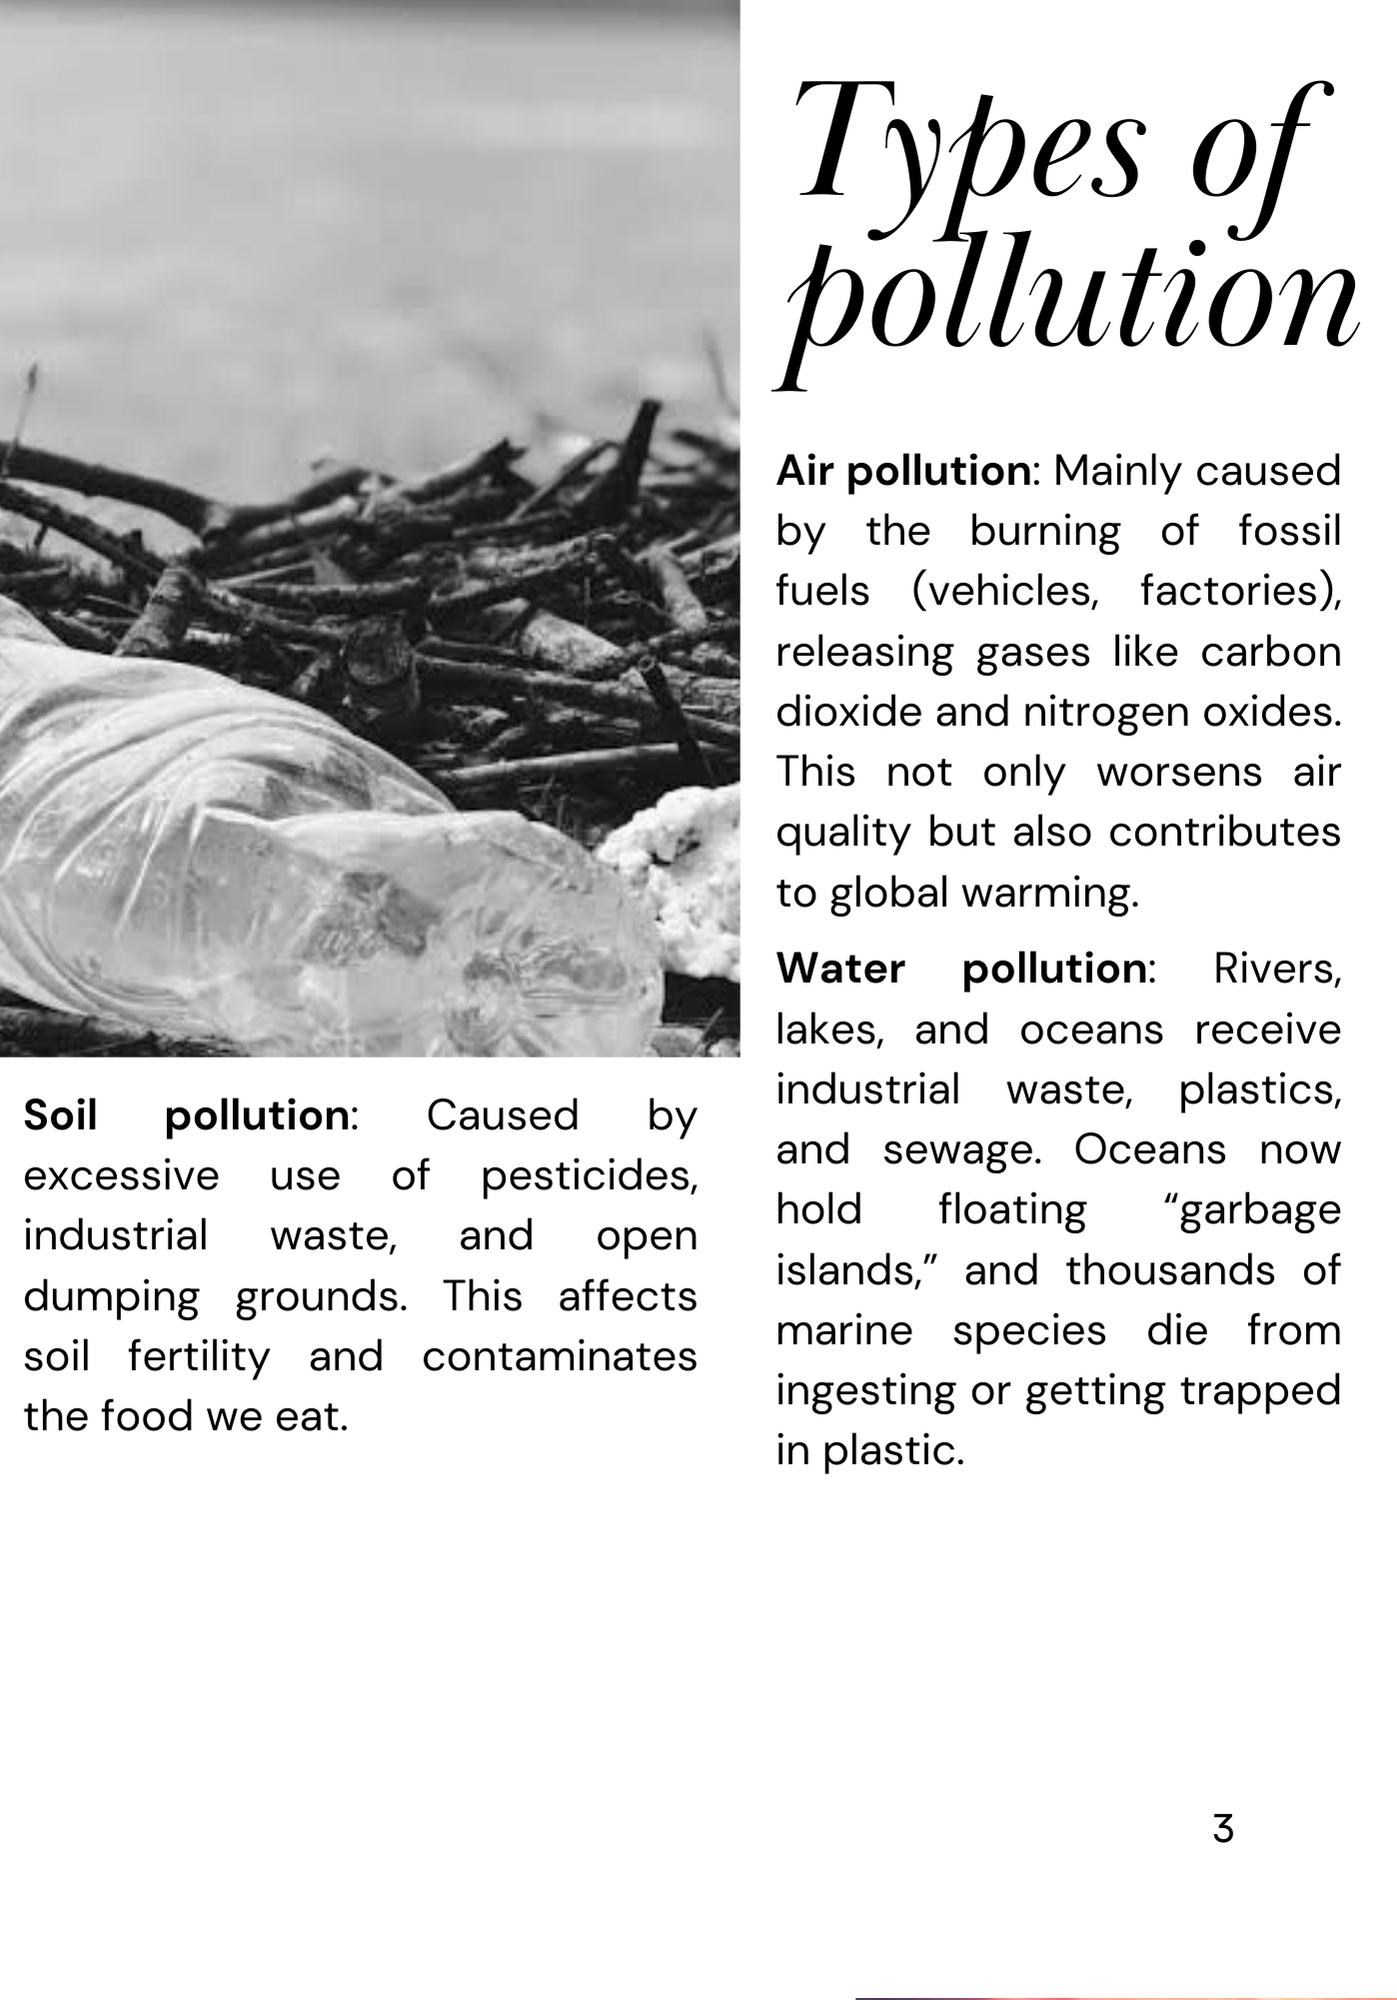 Types of
pollution
Air pollution: Mainly caused
by the burning of fossil
fuels (vehicles, factories),
releasing gases like carbon
dioxide and nitrogen oxides.
This not only worsens air
quality but also contributes
to global warming.
Water pollution: Rivers,
lakes, and oceans receive
industrial waste, plastics,
and sewage. Oceans now
hold floating “garbage
islands,” and thousands of
marine species die from
ingesting or getting trapped
in plastic.
Soil pollution: Caused by
excessive use of pesticides,
industrial waste, and open
dumping grounds. This affects
soil fertility and contaminates
the food we eat.
3